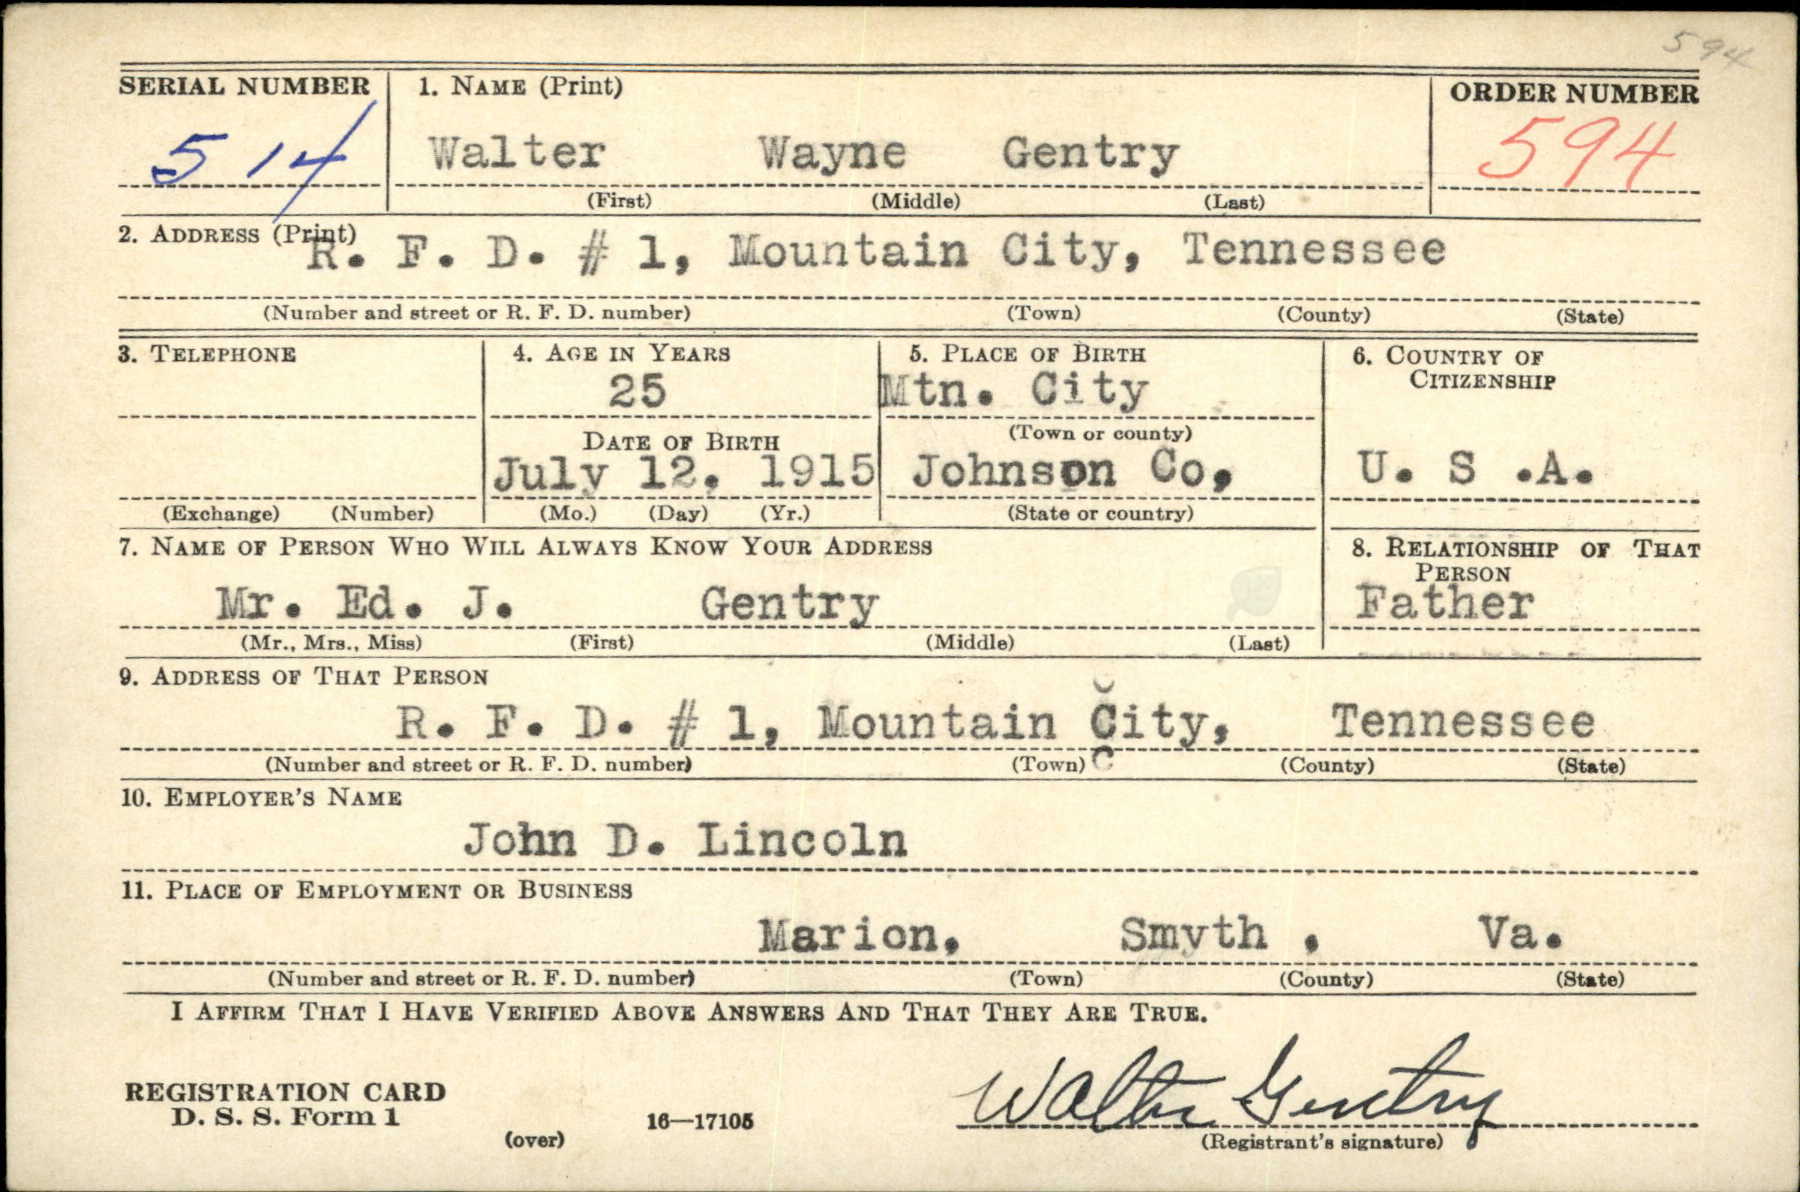 594
SERIAL NUMBER
1. NAME (Print)
ORDER NUMBER
514
Walter Wayne Gentry
594
(First) (Middle) (Last)
2. ADDRESS (Print)
R. F. D. # 1, Mountain City, Tennessee
(Number and street or R. F. D. number) (Town) (County) (State)
3. TELEPHONE
4. AGE IN YEARS
5. PLACE OF BIRTH
6. COUNTRY OF
CITIZENSHIP
25
Mtn. City
(Town or county)
DATE OF BIRTH
July 12. 1915
Johnson Co,
U. S .A.
(Exchange) (Number)
(Mo.) (Day) (Yr.)
(State or country)
7. NAME OF PERSON WHO WILL ALWAYS KNOW YOUR ADDRESS
8. RELATIONSHIP OF THAT
PERSON
Mr. Ed. J. Gentry
Father
(Mr., Mrs., Miss) (First) (Middle) (Last)
9. ADDRESS OF THAT PERSON
R. F. D. # 1, Mountain City, Tennessee
(Number and street or R. F. D. number) (Town) (County) (State)
10. EMPLOYER'S NAME
John D. Lincoln
11. PLACE OF EMPLOYMENT OR BUSINESS
Marion, Smyth , Va.
(Number and street or R. F. D. number) (Town) (County) (State)
I AFFIRM THAT I HAVE VERIFIED ABOVE ANSWERS AND THAT THEY ARE TRUE.
REGISTRATION CARD
D. S. S. Form 1
(over)
16—17105
Walter Gentry
(Registrant's signature)